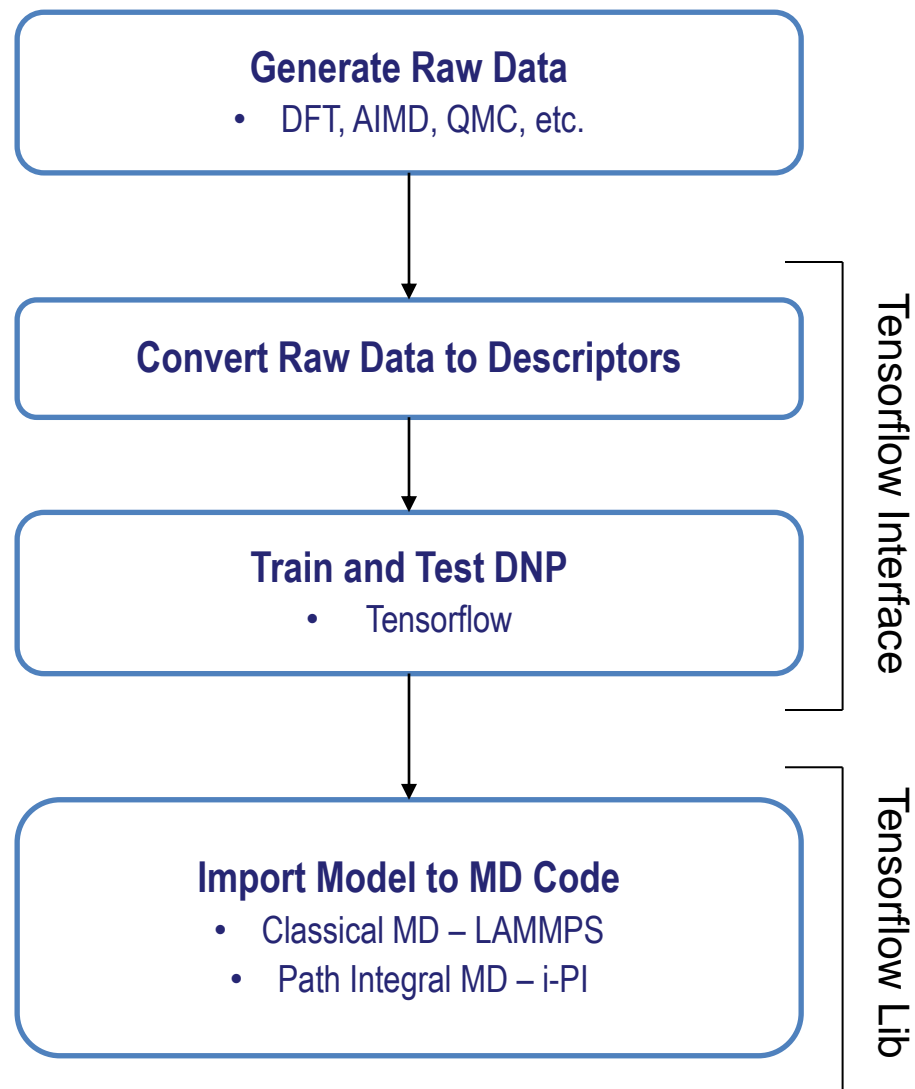 Generate Raw Data
• DFT, AIMD, QMC, etc.
Convert Raw Data to Descriptors
Train and Test DNP
• Tensorflow
Tensorflow Interface
Import Model to MD Code
• Classical MD – LAMMPS
• Path Integral MD – i-PI
Tensorflow Lib